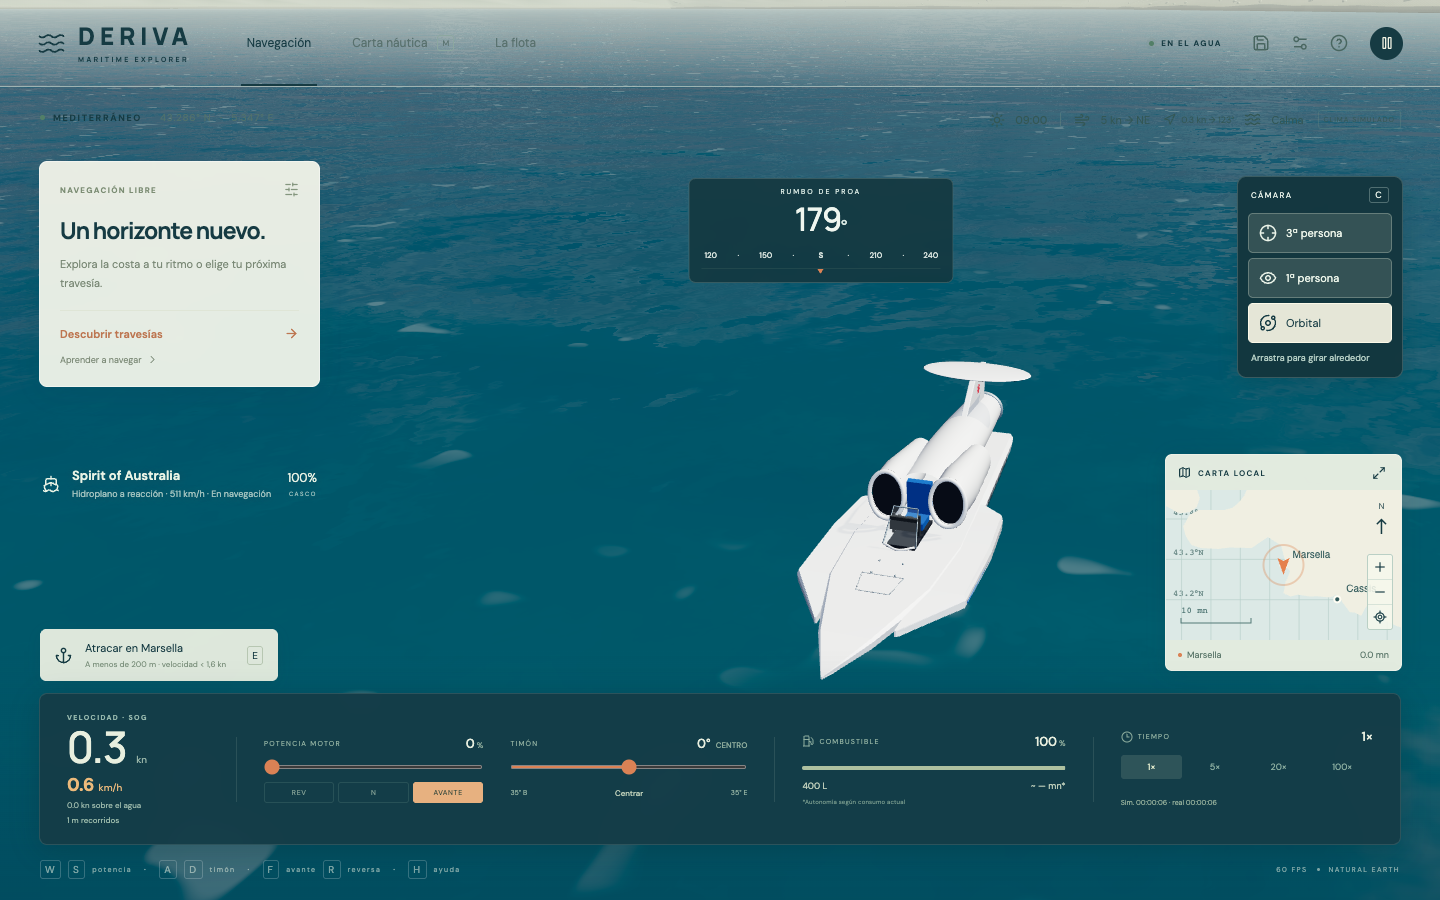 DERIVA
MARITIME EXPLORER
Navegación
Carta náutica M
La flota
EN EL AGUA
MEDITERRÁNEO
09:00
5 kn → NE
Calma
NAVEGACIÓN LIBRE
Un horizonte nuevo.
Explora la costa a tu ritmo o elige tu próxima
travesía.
Descubrir travesías
Aprender a navegar
RUMBO DE PROA
179°
120 · 150 · S · 210 · 240
CÁMARA C
3ª persona
1ª persona
Orbital
Arrastra para girar alrededor
Spirit of Australia
Hidroplano a reacción · 511 km/h · En navegación
100%
CASCO
CARTA LOCAL
N
43.3°N
Marsella
43.2°N
10 mn
Marsella 0.0 mn
Atracar en Marsella
A menos de 200 m · velocidad < 1,6 kn
E
VELOCIDAD · SOG
0.3 kn
0.6 km/h
0.0 kn sobre el agua
1 m recorridos
POTENCIA MOTOR 0 %
REV N AVANTE
TIMÓN 0° CENTRO
35° B Centrar 35° E
COMBUSTIBLE 100 %
400 L ~ — mn*
*Autonomía según consumo actual
TIEMPO 1×
1× 5× 20× 100×
Sim. 00:00:06 · real 00:00:06
W S potencia · A D timón · F avante R reversa · H ayuda
60 FPS • NATURAL EARTH